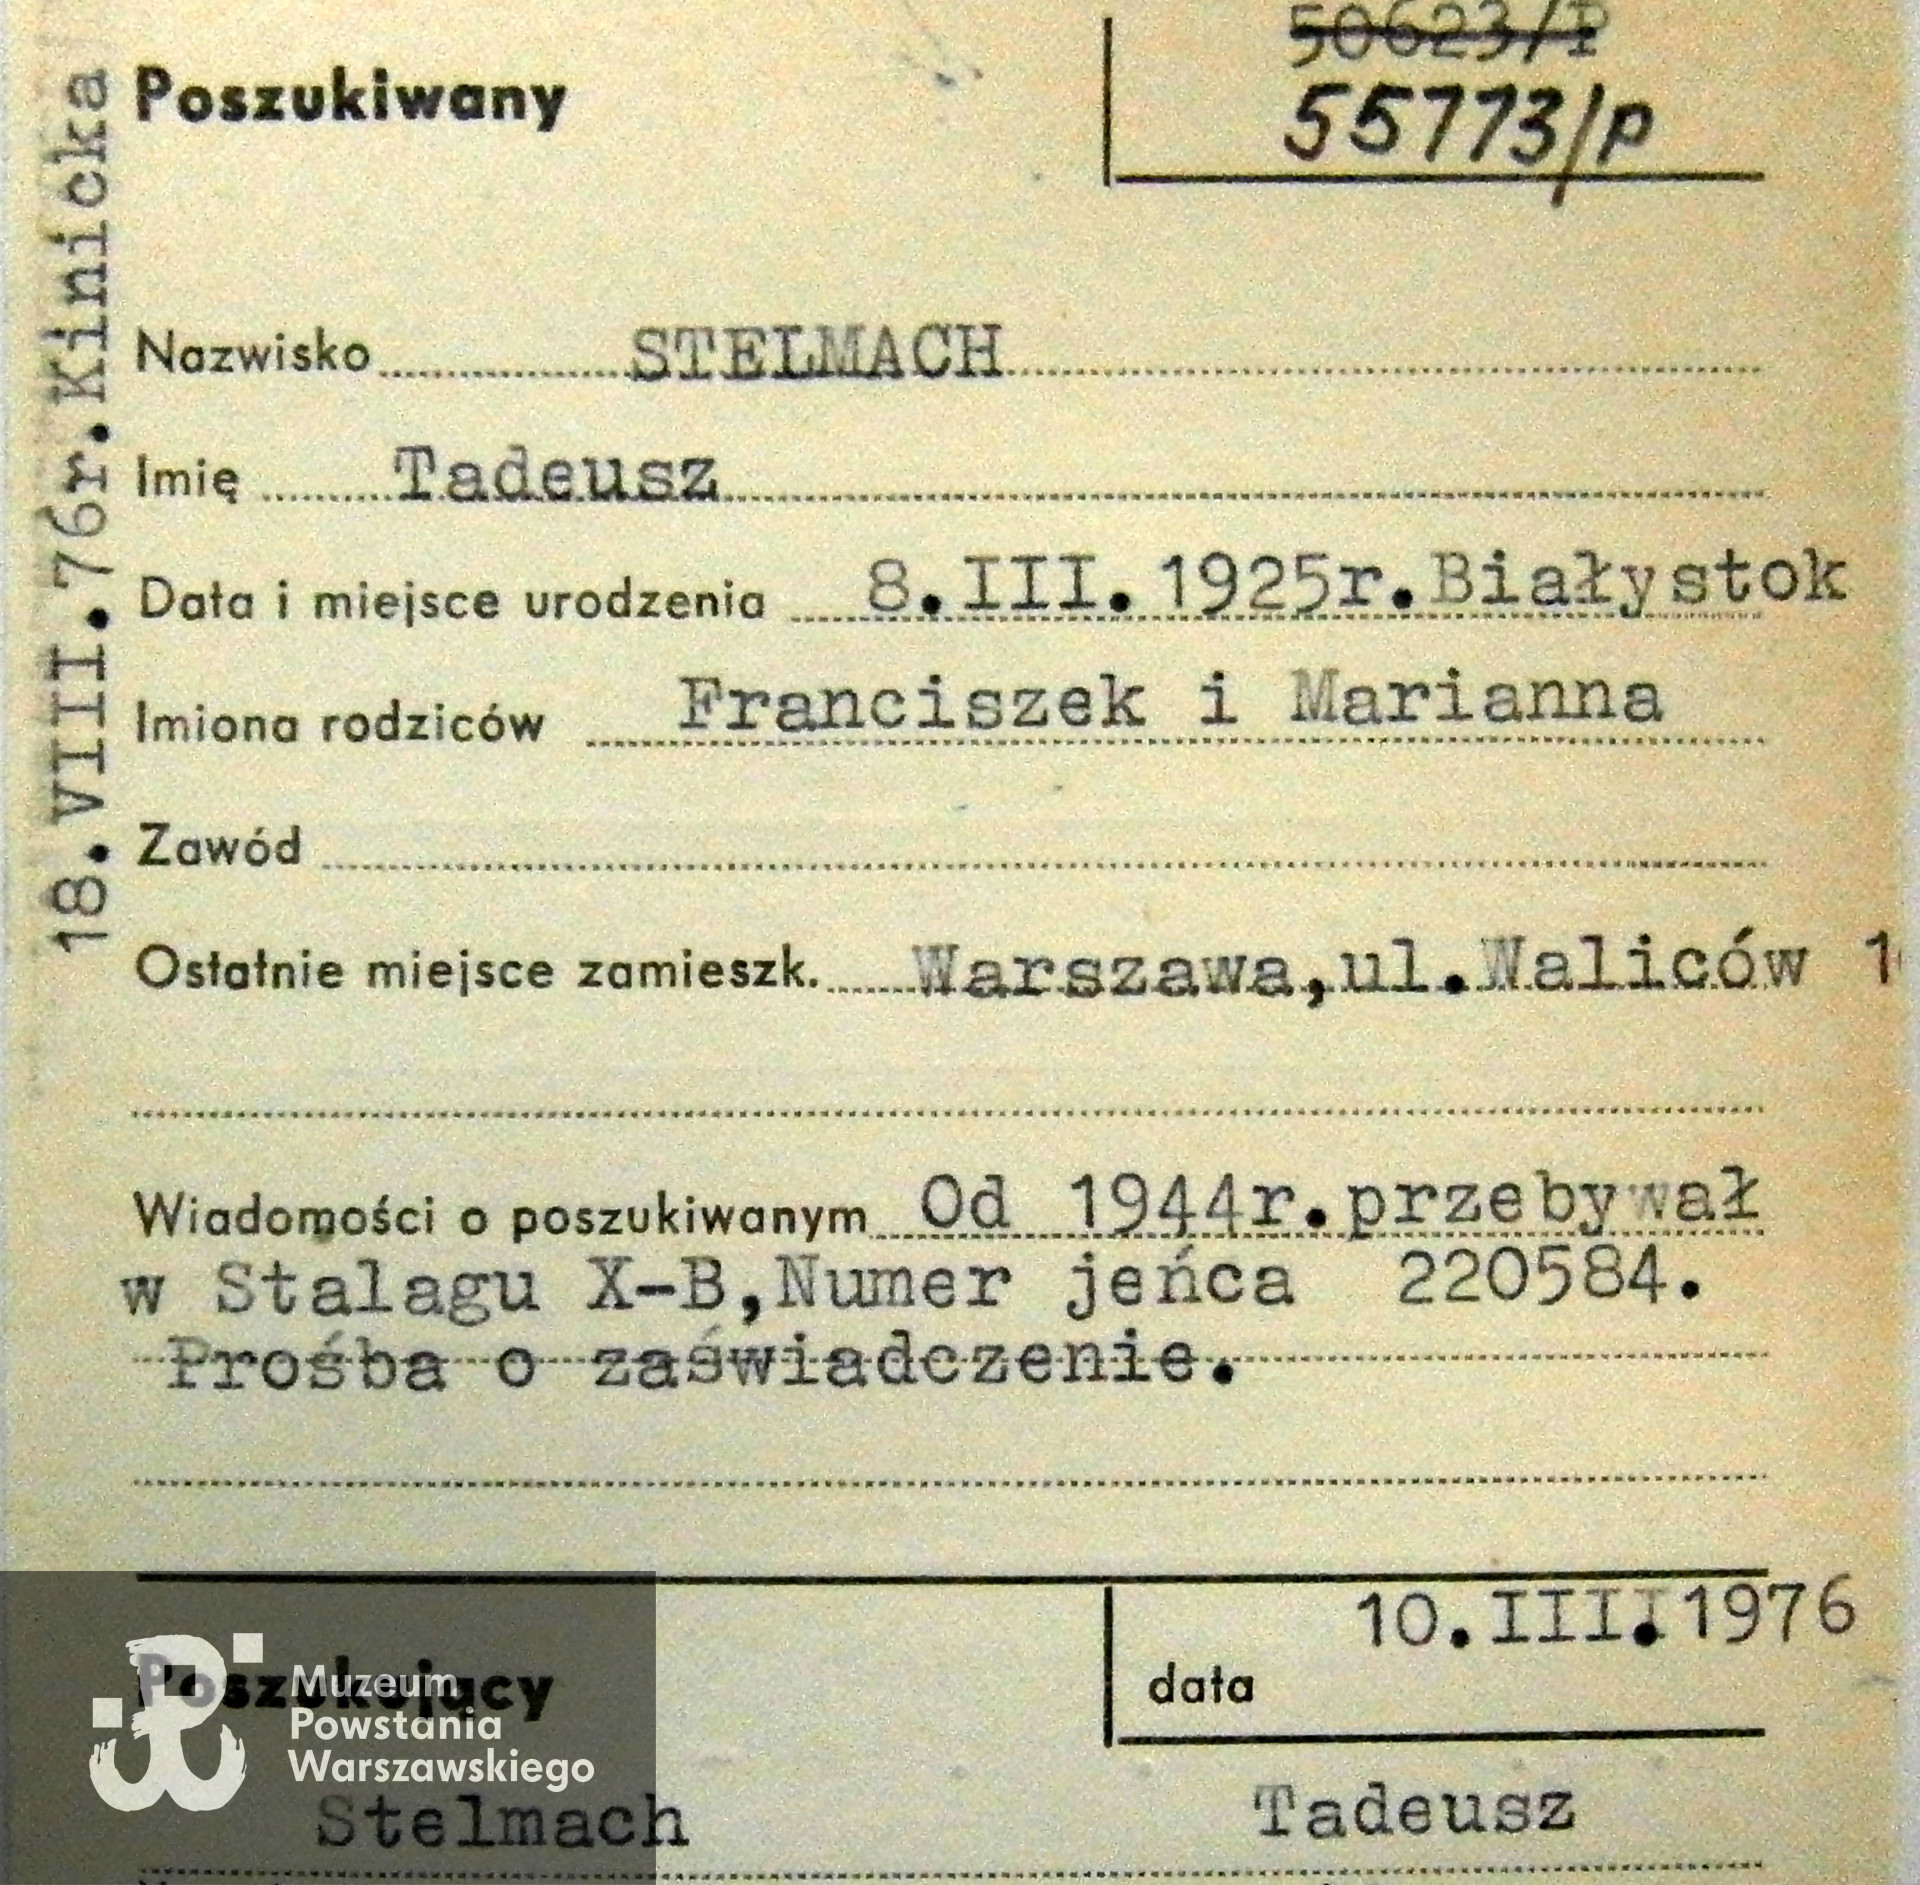 50623/P
Poszukiwany
55773/P
18.VIII.76r.Kinicka
Nazwisko STELMACH
Imię Tadeusz
Data i miejsce urodzenia 8.III.1925r.Białystok
Imiona rodziców Franciszek i Marianna
Zawód
Ostatnie miejsce zamieszk. Warszawa,ul.Waliców
Wiadomości o poszukiwanym Od 1944r.przebywał
w Stalagu X-B,Numer jeńca 220584.
Prośba o zaświadczenie.
10.III.1976
Poszukujący
data
Muzeum
Powstania
Warszawskiego
Stelmach Tadeusz